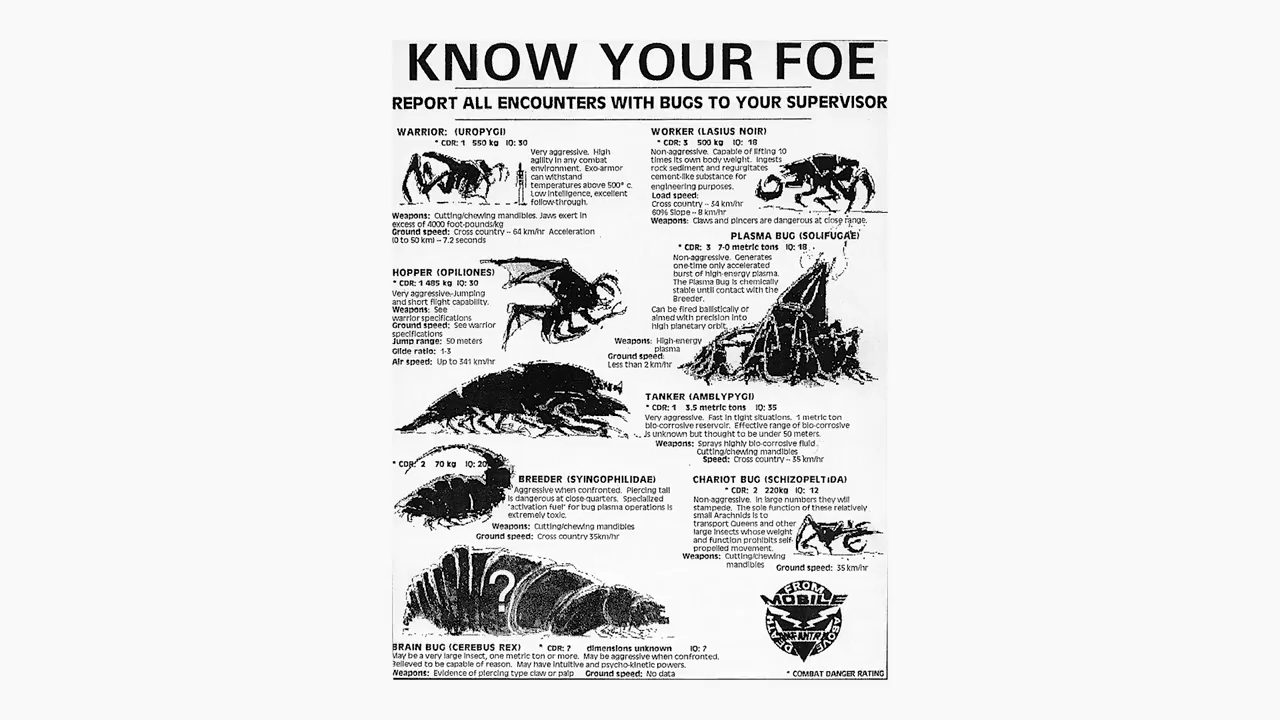 KNOW YOUR FOE
REPORT ALL ENCOUNTERS WITH BUGS TO YOUR SUPERVISOR
WARRIOR: (UROPYGI)
* CDR: 1 550 kg IQ: 30
Very aggressive. High
agility in any combat
environment. Exo-armor
can withstand
temperatures above 500° c.
Low intelligence, excellent
follow-through.
Weapons: Cutting/chewing mandibles. Jaws exert in
excess of 4000 foot-pounds/kg
Ground speed: Cross country -- 64 km/hr Acceleration
(0 to 50 km) -- 7.2 seconds
WORKER (LASIUS NOIR)
* CDR: 3 500 kg IQ: 18
Non-aggressive. Capable of lifting 10
times its own body weight. Ingests
rock sediment and regurgitates
cement-like substance for
engineering purposes.
Load speed:
Cross country -- 34 km/hr
60% Slope -- 8 km/hr
Weapons: Claws and pincers are dangerous at close range.
PLASMA BUG (SOLIFUGAE)
* CDR: 3 7-0 metric tons IQ: 18
Non-aggressive. Generates
one-time only accelerated
burst of high-energy plasma.
The Plasma Bug is chemically
stable until contact with the
Breeder.
Can be fired ballistically or
aimed with precision into
high planetary orbit.
Weapons: High-energy
plasma
Ground speed:
Less than 2 km/hr
HOPPER (OPILIONES)
* CDR: 1 485 kg IQ: 30
Very aggressive. Jumping
and short flight capability.
Weapons: See
warrior specifications
Ground speed: See warrior
specifications
Jump range: 50 meters
Glide ratio: 1-3
Air speed: Up to 341 km/hr
TANKER (AMBLYPYGI)
* CDR: 1 3.5 metric tons IQ: 35
Very aggressive. Fast in tight situations. 1 metric ton
bio-corrosive reservoir. Effective range of bio-corrosive
is unknown but thought to be under 50 meters.
Weapons: Sprays highly bio-corrosive fluid.
Cutting/chewing mandibles
Speed: Cross country -- 35 km/hr
* CDR: 2 70 kg IQ: 20
BREEDER (SYINGOPHILIDAE)
Aggressive when confronted. Piercing tail
is dangerous at close-quarters. Specialized
"activation fuel" for bug plasma operations is
extremely toxic.
Weapons: Cutting/chewing mandibles
Ground speed: Cross country 35km/hr
CHARIOT BUG (SCHIZOPELTIDA)
* CDR: 2 220kg IQ: 12
Non-aggressive. In large numbers they will
stampede. The sole function of these relatively
small Arachnids is to
transport Queens and other
large insects whose weight
and function prohibits self-
propelled movement.
Weapons: Cutting/chewing
mandibles
Ground speed: 35 km/hr
?
BRAIN BUG (CEREBUS REX) * CDR: ? dimensions unknown IQ: ?
May be a very large insect, one metric ton or more. May be aggressive when confronted.
Believed to be capable of reason. May have intuitive and psycho-kinetic powers.
Weapons: Evidence of piercing type claw or palp Ground speed: No data
FROM
MOBILE
INFANTRY
DEATH
ABOVE
* COMBAT DANGER RATING